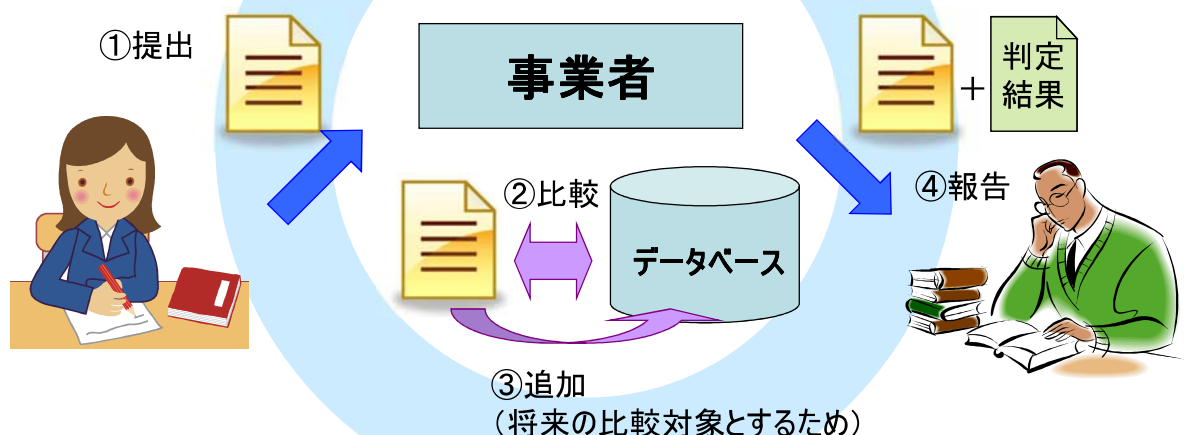 ①提出
事業者
+
判定
結果
②比較
データベース
④報告
③追加
(将来の比較対象とするため)